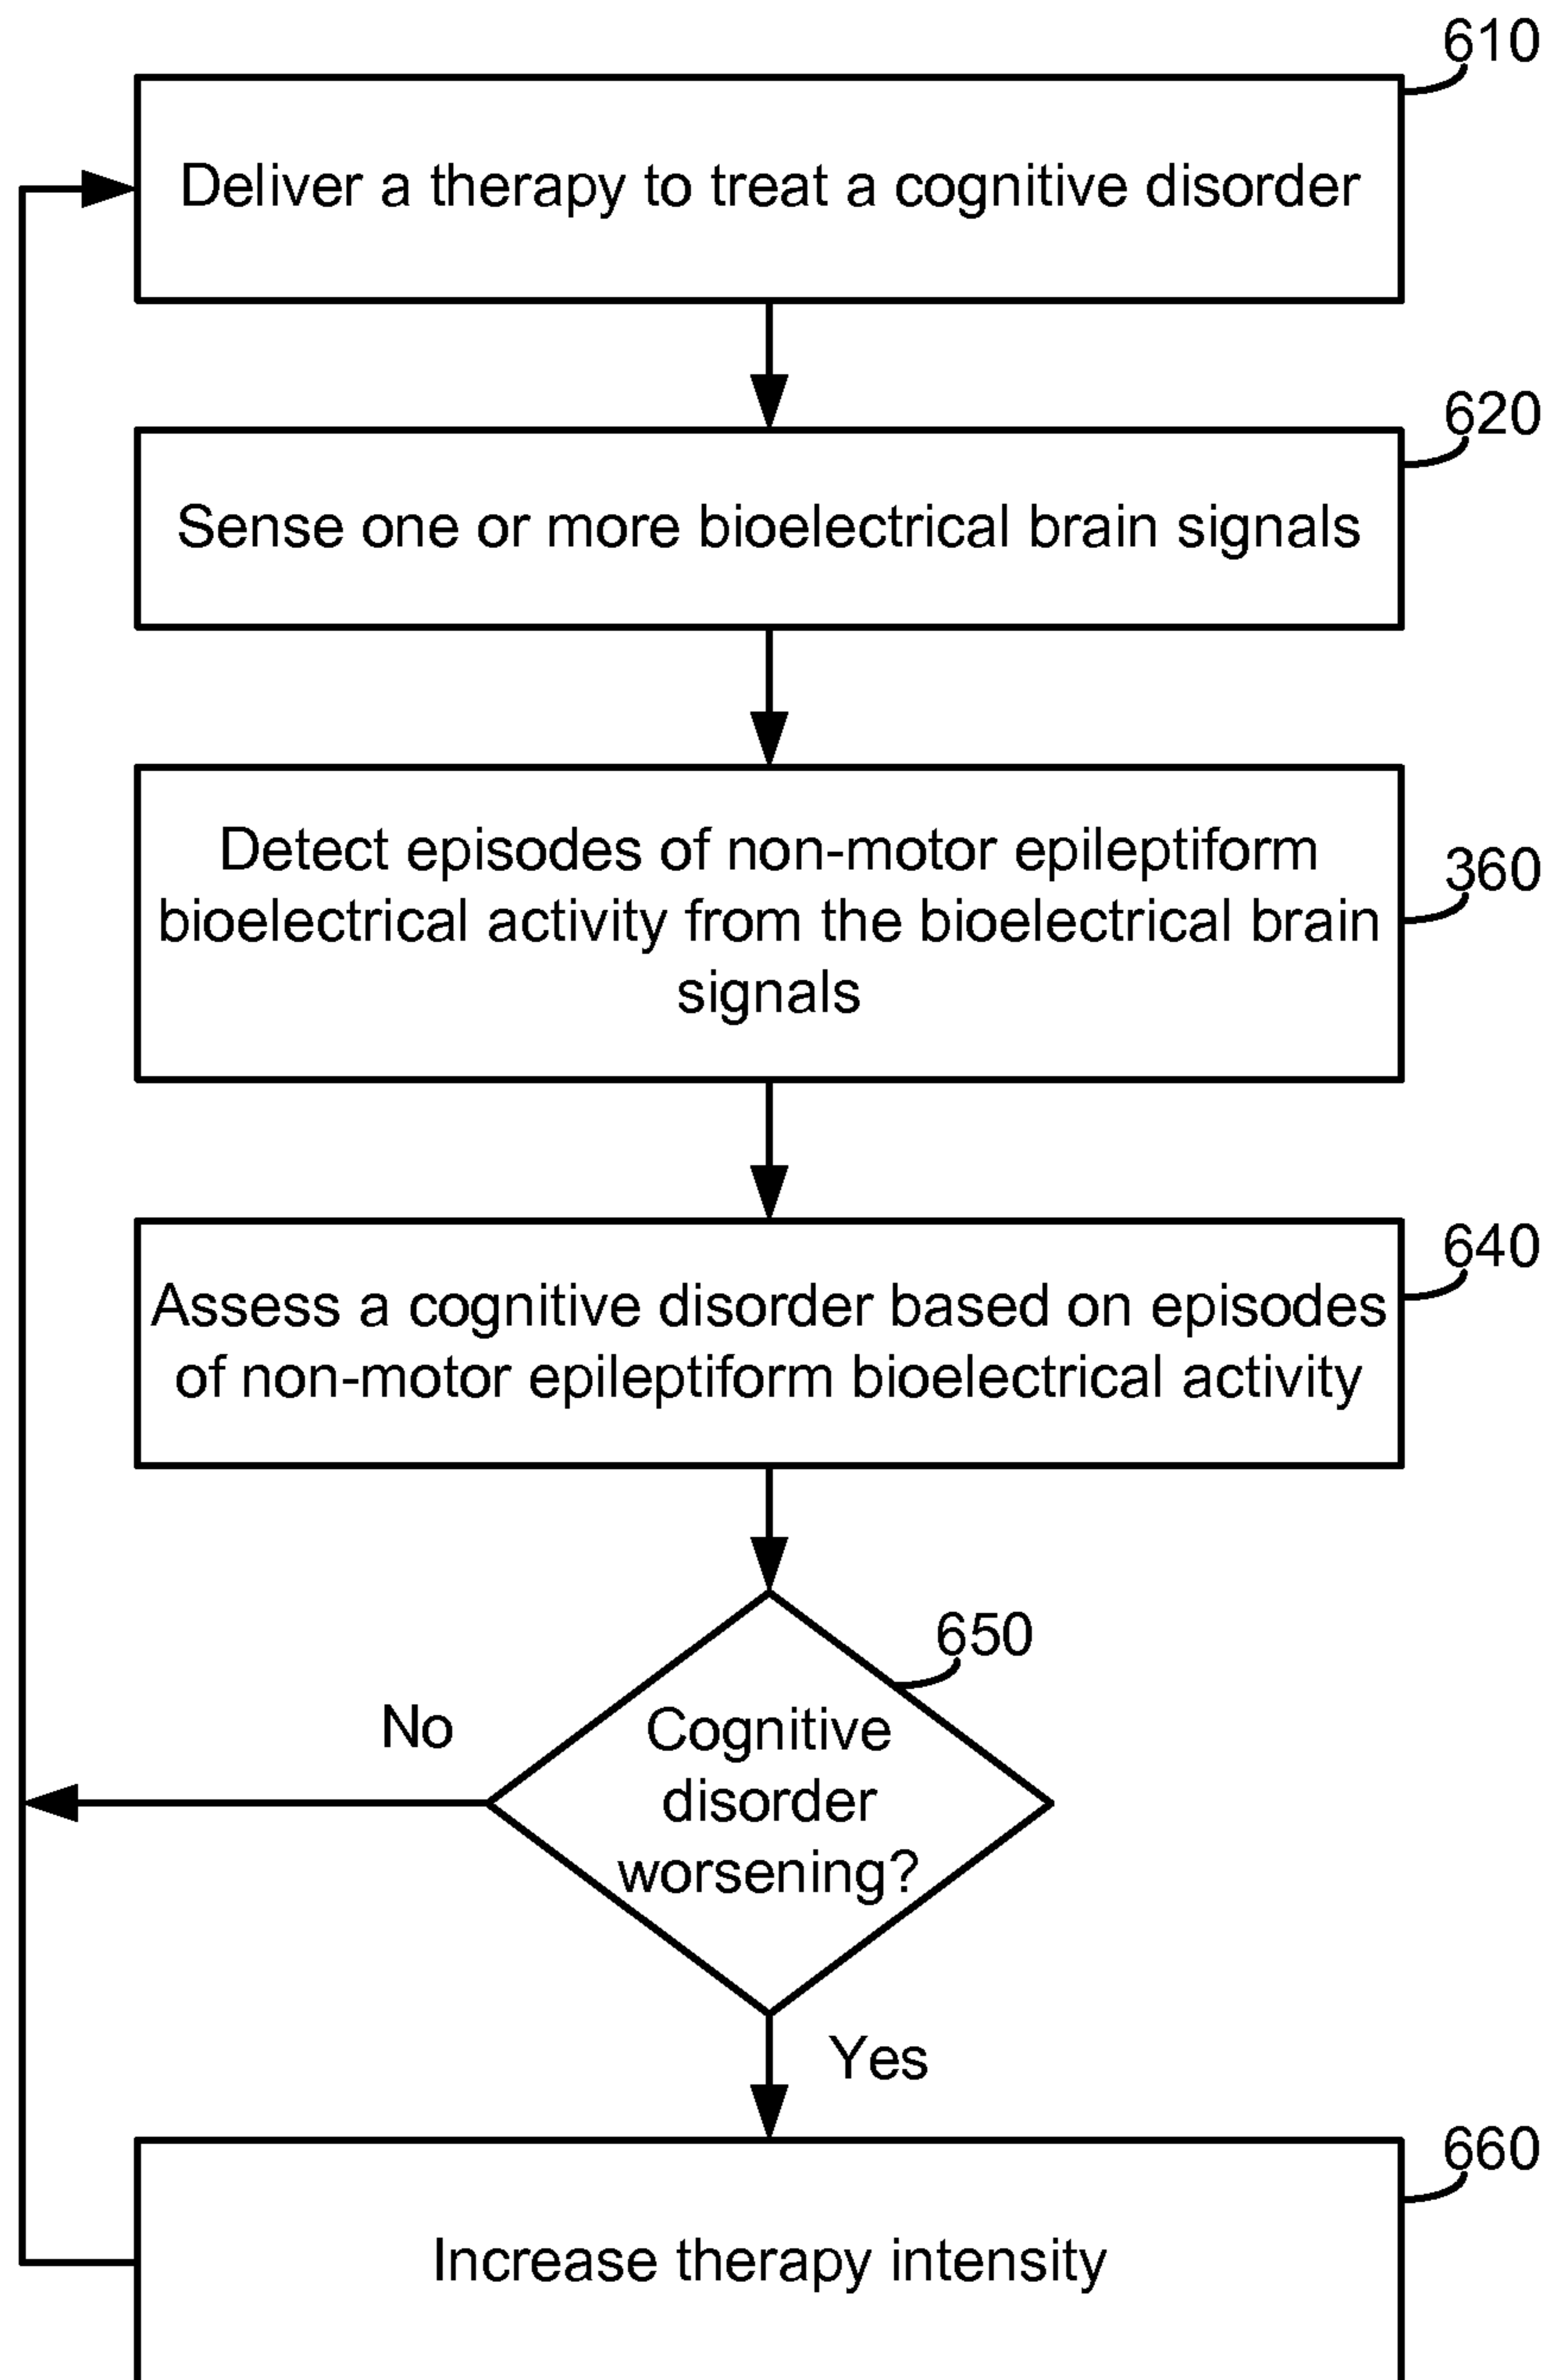 610
Deliver a therapy to treat a cognitive disorder
620
Sense one or more bioelectrical brain signals
Detect episodes of non-motor epileptiform
360
bioelectrical activity from the bioelectrical brain
signals
640
Assess a cognitive disorder based on episodes
of non-motor epileptiform bioelectrical activity
650
No
Cognitive
disorder
worsening?
Yes
660
Increase therapy intensity